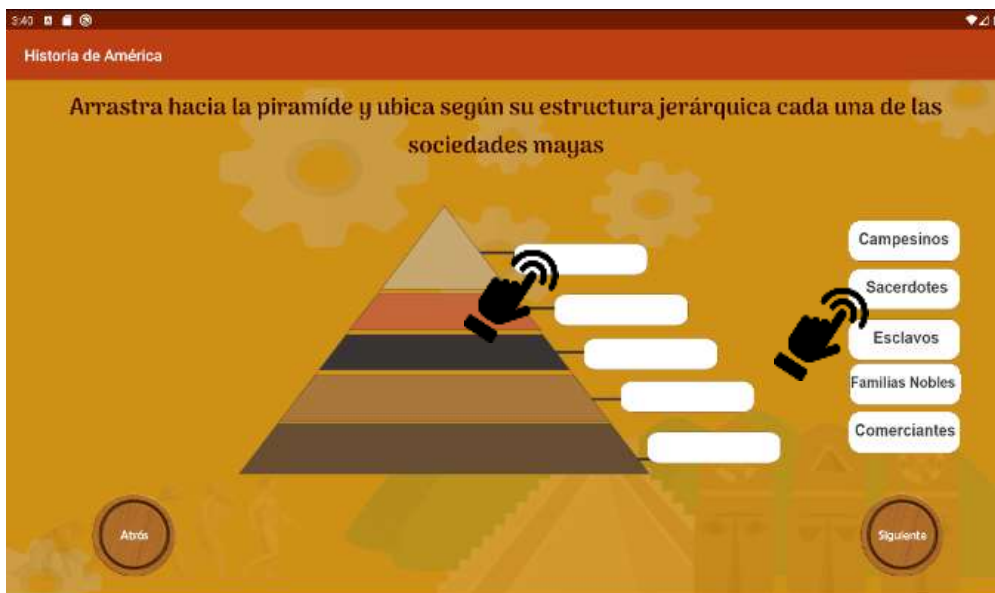 3:40
Historia de América
Arrastra hacia la piramíde y ubica según su estructura jerárquica cada una de las
sociedades mayas
Campesinos
Sacerdotes
Esclavos
Familias Nobles
Comerciantes
Atrás
Siguiente